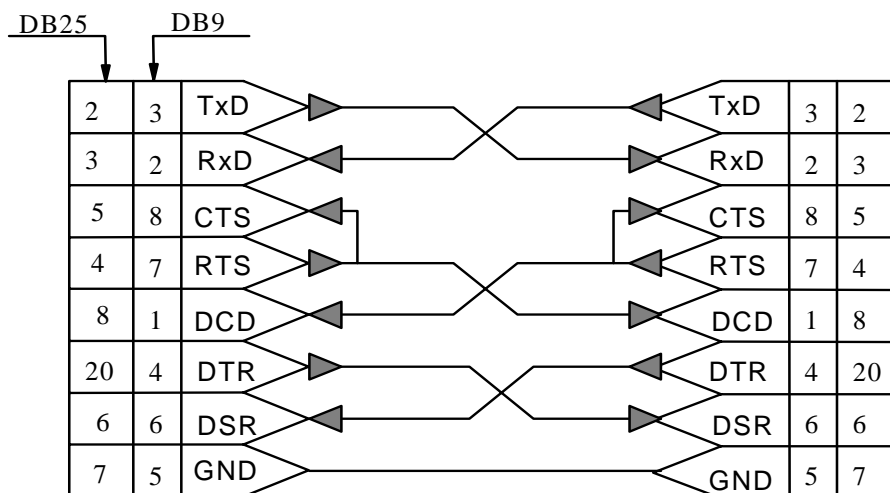 DB25 DB9
2 3 TxD TxD 3 2
3 2 RxD RxD 2 3
5 8 CTS CTS 8 5
4 7 RTS RTS 7 4
8 1 DCD DCD 1 8
20 4 DTR DTR 4 20
6 6 DSR DSR 6 6
7 5 GND GND 5 7